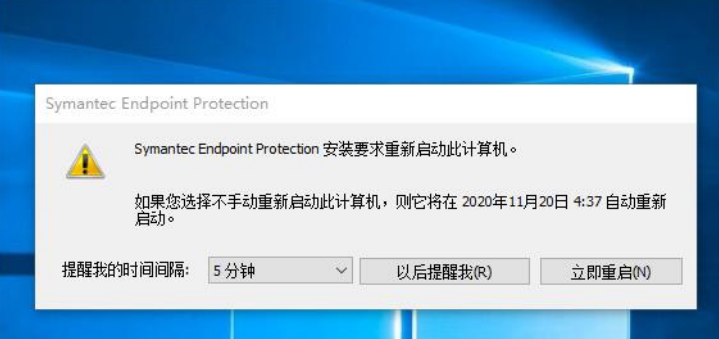 Symantec Endpoint Protection
Symantec Endpoint Protection 安装要求重新启动此计算机。
如果您选择不手动重新启动此计算机，则它将在 2020年11月20日 4:37 自动重新
启动。
提醒我的时间间隔: 5 分钟 以后提醒我(R) 立即重启(N)